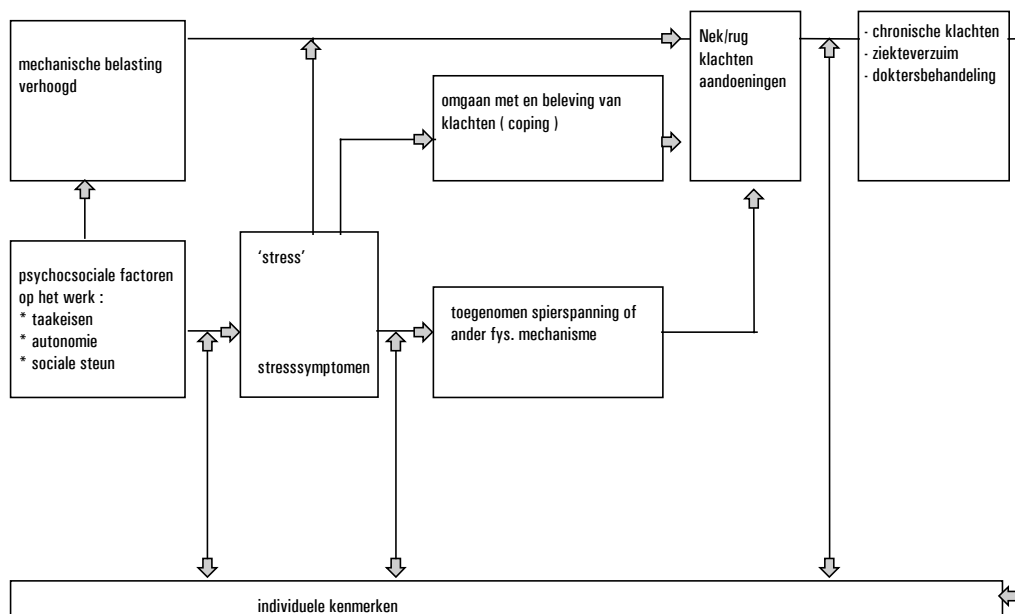 mechanische belasting
verhoogd
omgaan met en beleving van
klachten ( coping )
Nek/rug
klachten
aandoeningen
- chronische klachten
- ziekteverzuim
- doktersbehandeling
psychocsociale factoren
op het werk :
* taakeisen
* autonomie
* sociale steun
‘stress’
stresssymptomen
toegenomen spierspanning of
ander fys. mechanisme
individuele kenmerken